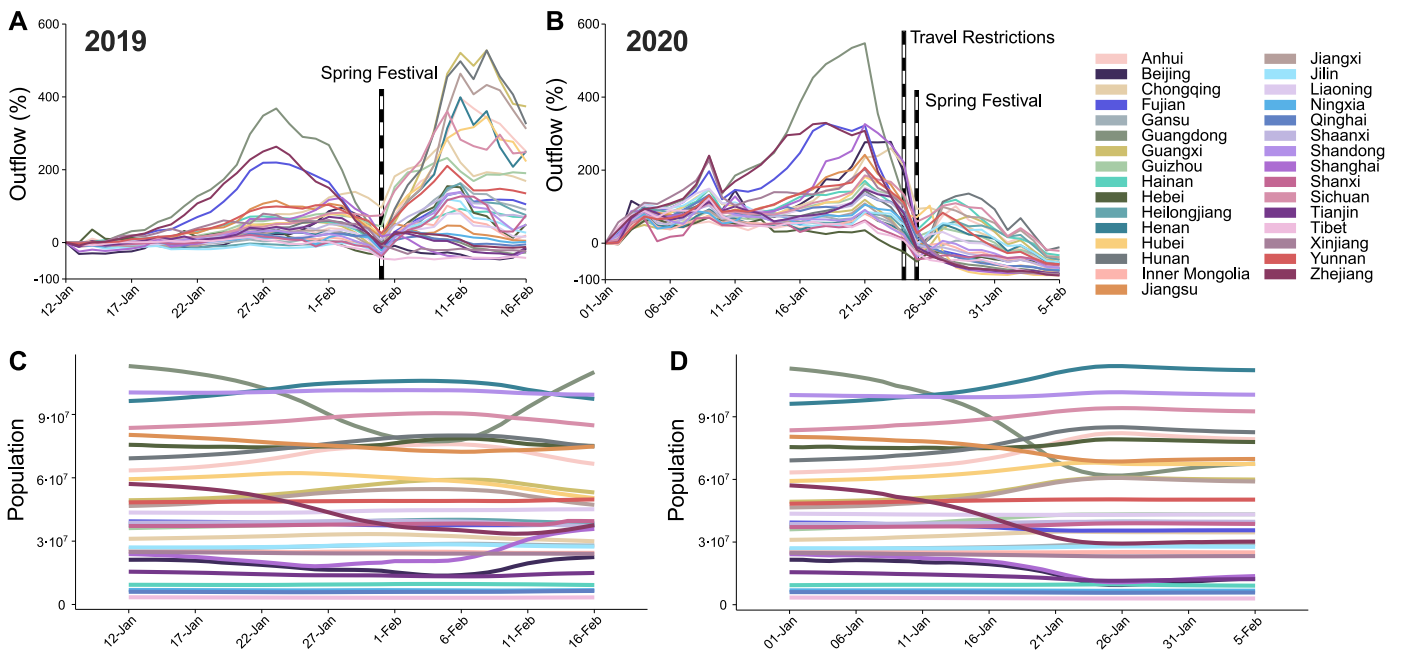 A
2019
Outflow (%)
600
400
200
0
-100
Spring Festival
12-Jan
17-Jan
22-Jan
27-Jan
1-Feb
6-Feb
11-Feb
16-Feb
B
2020
Outflow (%)
600
400
200
0
-100
Travel Restrictions
Spring Festival
01-Jan
06-Jan
11-Jan
16-Jan
21-Jan
26-Jan
31-Jan
5-Feb
Anhui
Beijing
Chongqing
Fujian
Gansu
Guangdong
Guangxi
Guizhou
Hainan
Hebei
Heilongjiang
Henan
Hubei
Hunan
Inner Mongolia
Jiangsu
Jiangxi
Jilin
Liaoning
Ningxia
Qinghai
Shaanxi
Shandong
Shanghai
Shanxi
Sichuan
Tianjin
Tibet
Xinjiang
Yunnan
Zhejiang
C
Population
9·10⁷
6·10⁷
3·10⁷
0
12-Jan
17-Jan
22-Jan
27-Jan
1-Feb
6-Feb
11-Feb
16-Feb
D
Population
9·10⁷
6·10⁷
3·10⁷
0
01-Jan
06-Jan
11-Jan
16-Jan
21-Jan
26-Jan
31-Jan
5-Feb